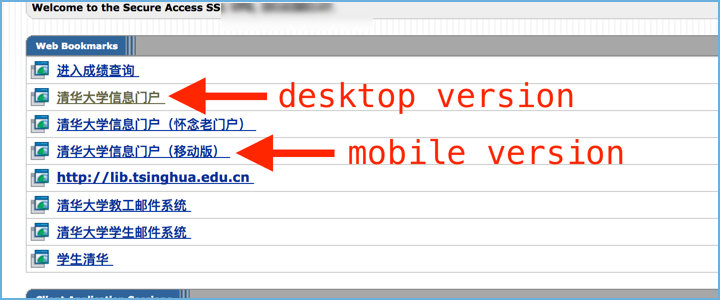 Welcome to the Secure Access SS
Web Bookmarks
进入成绩查询
清华大学信息门户
desktop version
清华大学信息门户（怀念老门户）
清华大学信息门户（移动版）
mobile version
http://lib.tsinghua.edu.cn
清华大学教工邮件系统
清华大学学生邮件系统
学生清华
Client Application Sessions